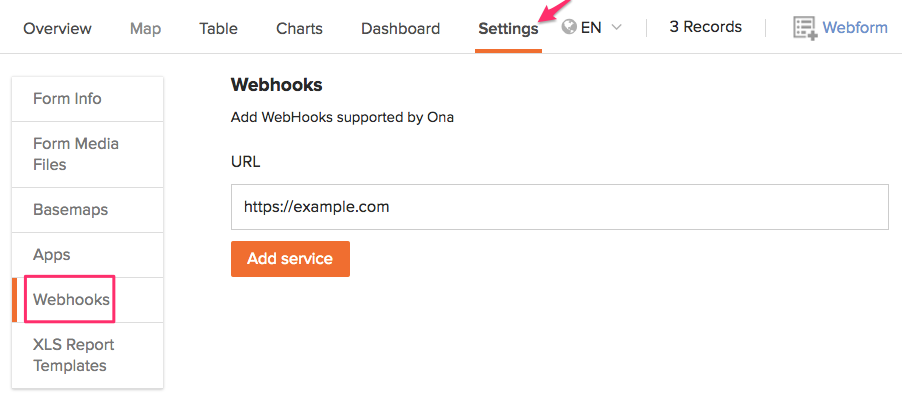 Overview Map Table Charts Dashboard Settings EN 3 Records Webform
Form Info
Form Media
Files
Basemaps
Apps
Webhooks
XLS Report
Templates
Webhooks
Add WebHooks supported by Ona
URL
https://example.com
Add service